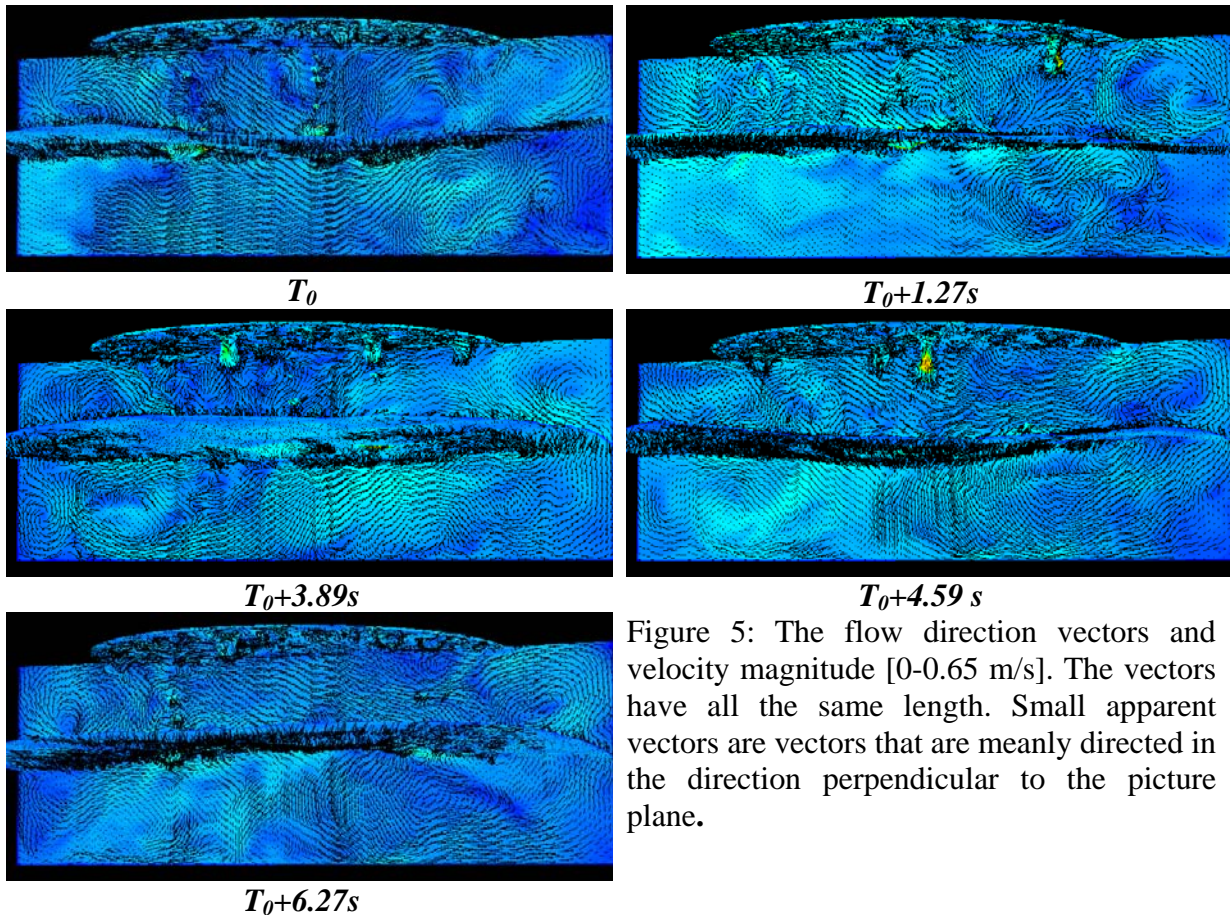 T0
T0+1.27s
T0+3.89s
T0+4.59 s
Figure 5: The flow direction vectors and
velocity magnitude [0-0.65 m/s]. The vectors
have all the same length. Small apparent
vectors are vectors that are meanly directed in
the direction perpendicular to the picture
plane.
T0+6.27s